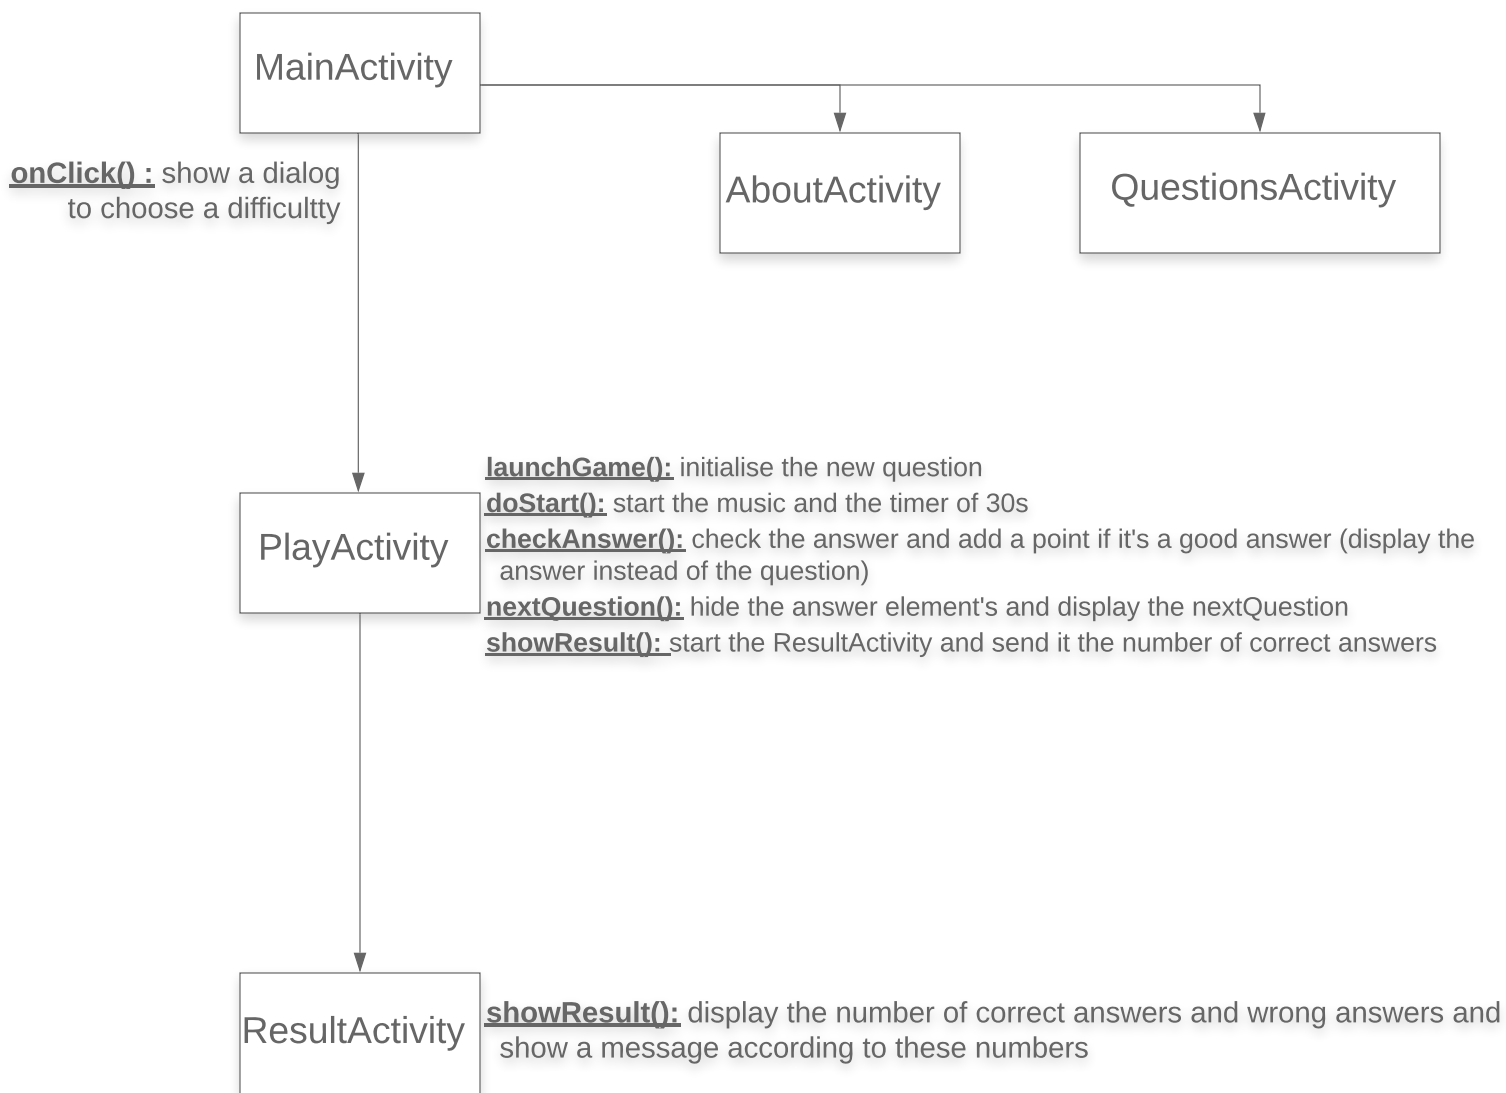 MainActivity
onClick() : show a dialog
to choose a difficultty
AboutActivity
QuestionsActivity
launchGame(): initialise the new question
doStart(): start the music and the timer of 30s
checkAnswer(): check the answer and add a point if it's a good answer (display the
answer instead of the question)
nextQuestion(): hide the answer element's and display the nextQuestion
showResult(): start the ResultActivity and send it the number of correct answers
PlayActivity
ResultActivity
showResult(): display the number of correct answers and wrong answers and
show a message according to these numbers